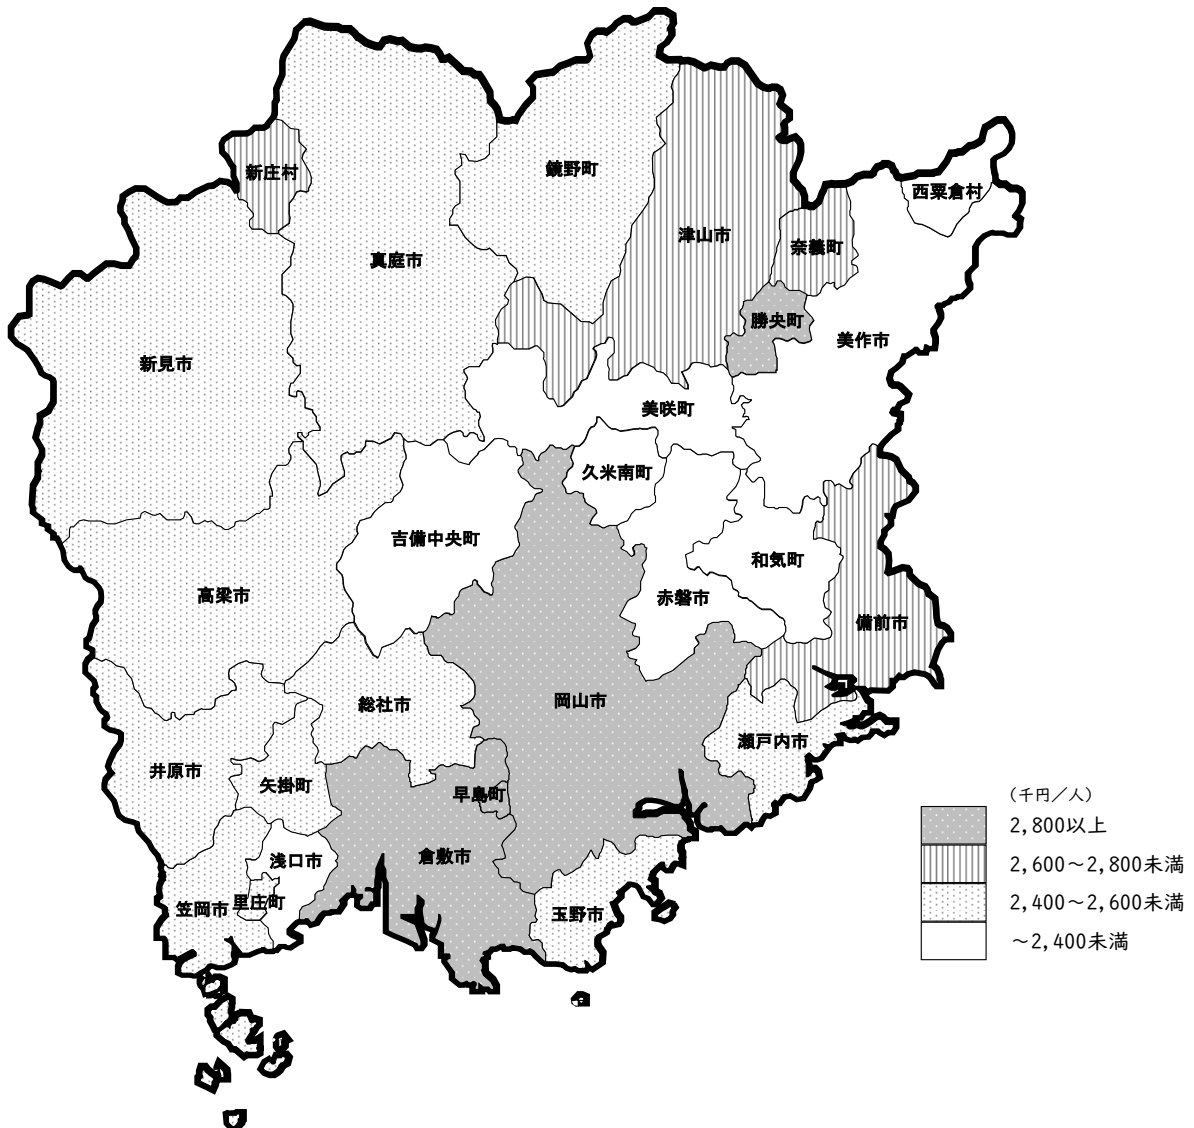 鏡野町
新庄村
西粟倉村
津山市
奈義町
真庭市
勝央町
美作市
新見市
美咲町
久米南町
吉備中央町
和気町
高梁市
赤磐市
備前市
岡山市
総社市
瀬戸内市
井原市
矢掛町
早島町
倉敷市
浅口市
里庄町
笠岡市
玉野市
(千円/人)
2,800以上
2,600~2,800未満
2,400~2,600未満
~2,400未満